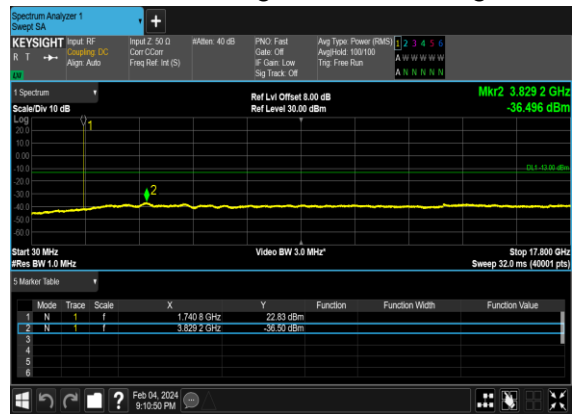 Spectrum Analyzer 1
Swept SA
KEYSIGHT
R T
LW
Input: RF
Coupling: DC
Align: Auto
Input Z: 50 Ω
Corr CCorr
Freq Ref: Int (S)
#Atten: 40 dB
PNO: Fast
Gate: Off
IF Gain: Low
Sig Track: Off
Avg Type: Power (RMS)
Avg|Hold: 100/100
Trig: Free Run
1 2 3 4 5 6
A W W W W W
A N N N N N
1 Spectrum
Scale/Div 10 dB
Ref Lvl Offset 8.00 dB
Ref Level 30.00 dBm
Mkr2 3.829 2 GHz
-36.496 dBm
Log
20.0
10.0
0.00
-10.0
-20.0
-30.0
-40.0
-50.0
-60.0
1
2
DL1 -13.00 dBm
Start 30 MHz
#Res BW 1.0 MHz
Video BW 3.0 MHz*
Stop 17.800 GHz
Sweep 32.0 ms (40001 pts)
5 Marker Table
Mode Trace Scale X Y Function Function Width Function Value
1 N 1 f 1.740 8 GHz 22.83 dBm
2 N 1 f 3.829 2 GHz -36.50 dBm
3
4
5
6
?
Feb 04, 2024
9:10:50 PM